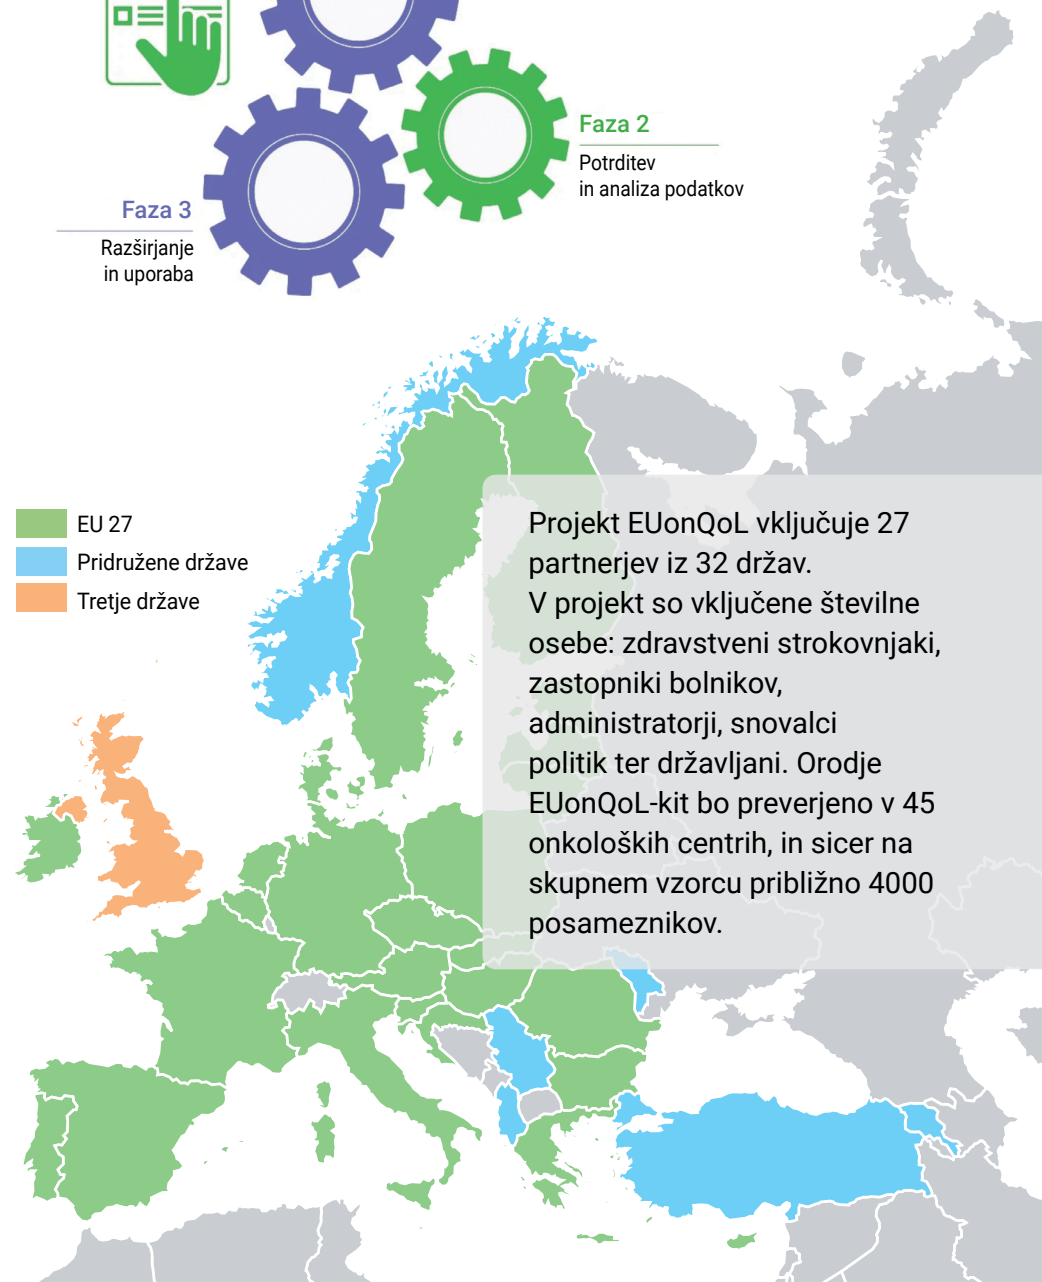 Faza 2
Potrditev
in analiza podatkov
Faza 3
Razširjanje
in uporaba
EU 27
Pridružene države
Tretje države
Projekt EUonQoL vključuje 27
partnerjev iz 32 držav.
V projekt so vključene številne
osebe: zdravstveni strokovnjaki,
zastopniki bolnikov,
administratorji, snovalci
politik ter državljani. Orodje
EUonQoL-kit bo preverjeno v 45
onkoloških centrih, in sicer na
skupnem vzorcu približno 4000
posameznikov.